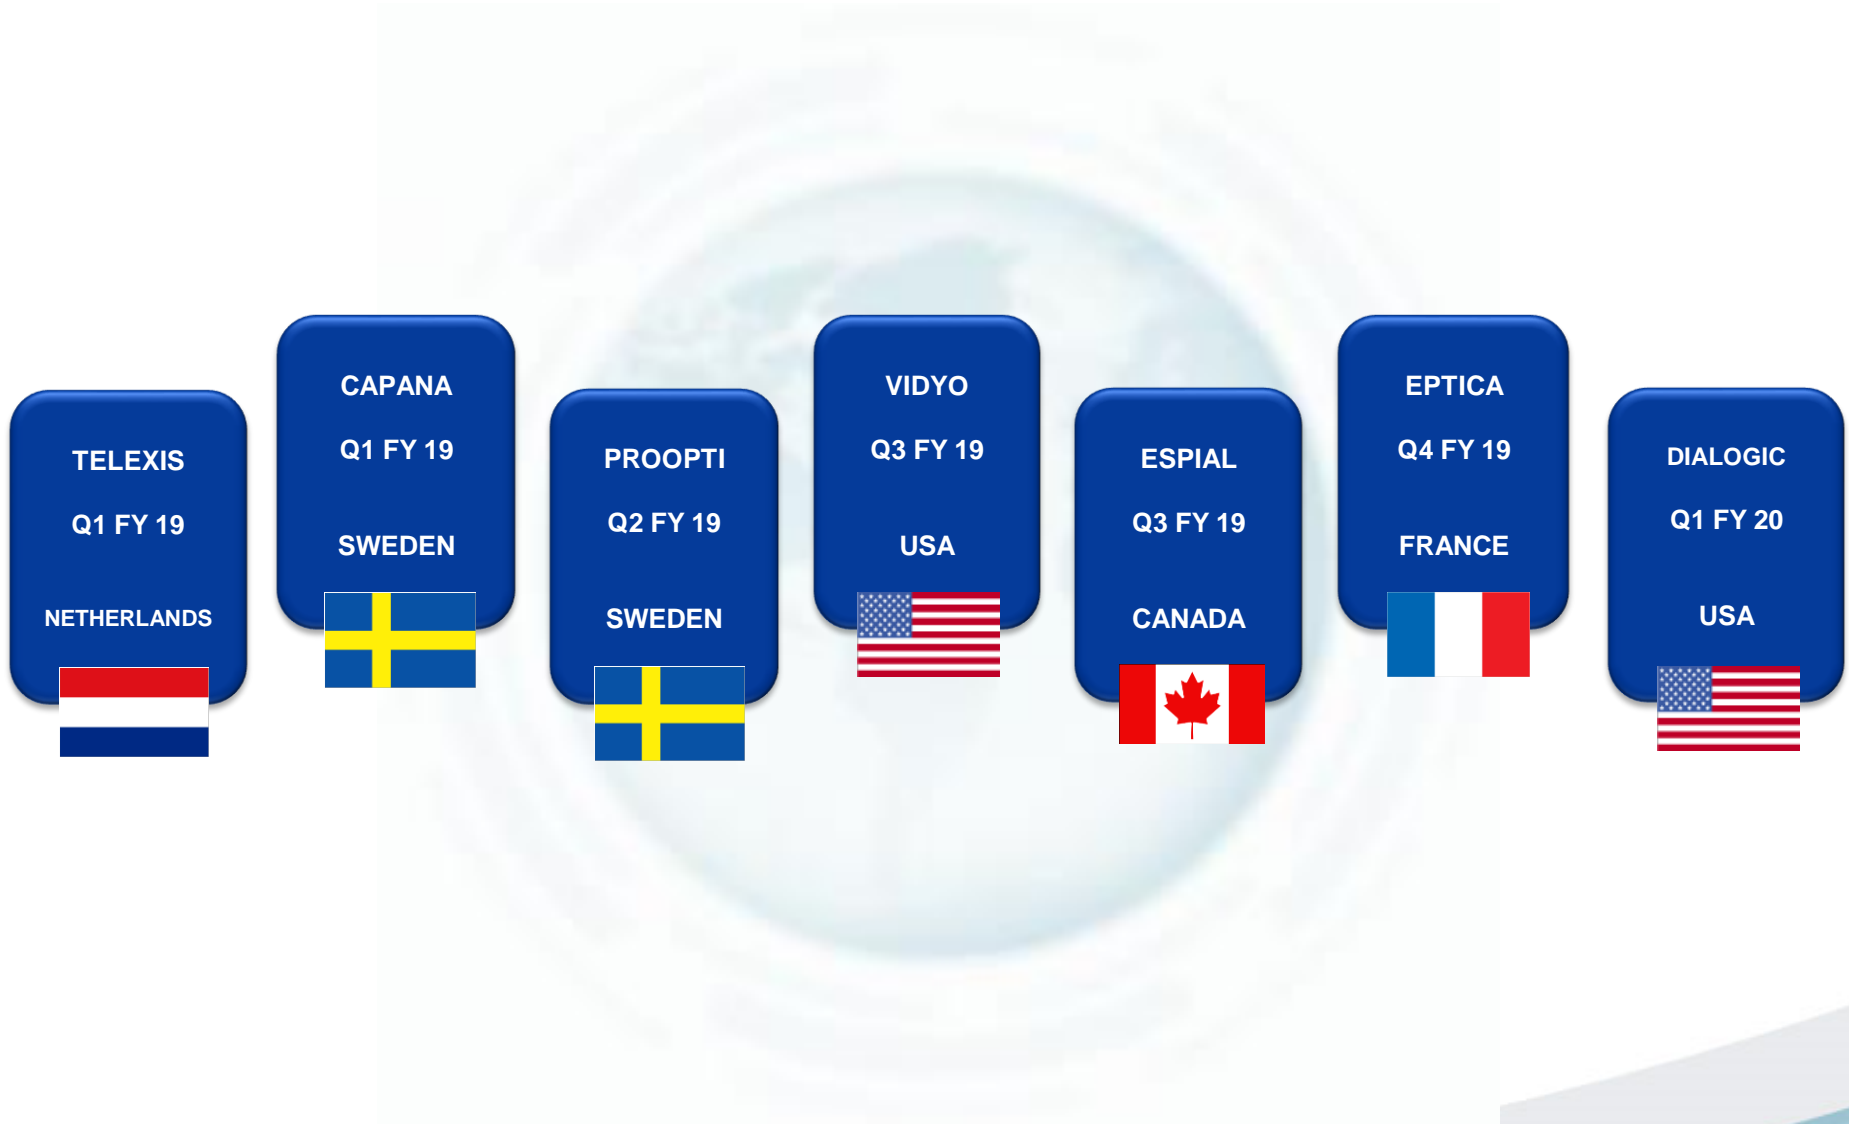 TELEXIS
Q1 FY 19
NETHERLANDS
CAPANA
Q1 FY 19
SWEDEN
PROOPTI
Q2 FY 19
SWEDEN
VIDYO
Q3 FY 19
USA
ESPIAL
Q3 FY 19
CANADA
EPTICA
Q4 FY 19
FRANCE
DIALOGIC
Q1 FY 20
USA